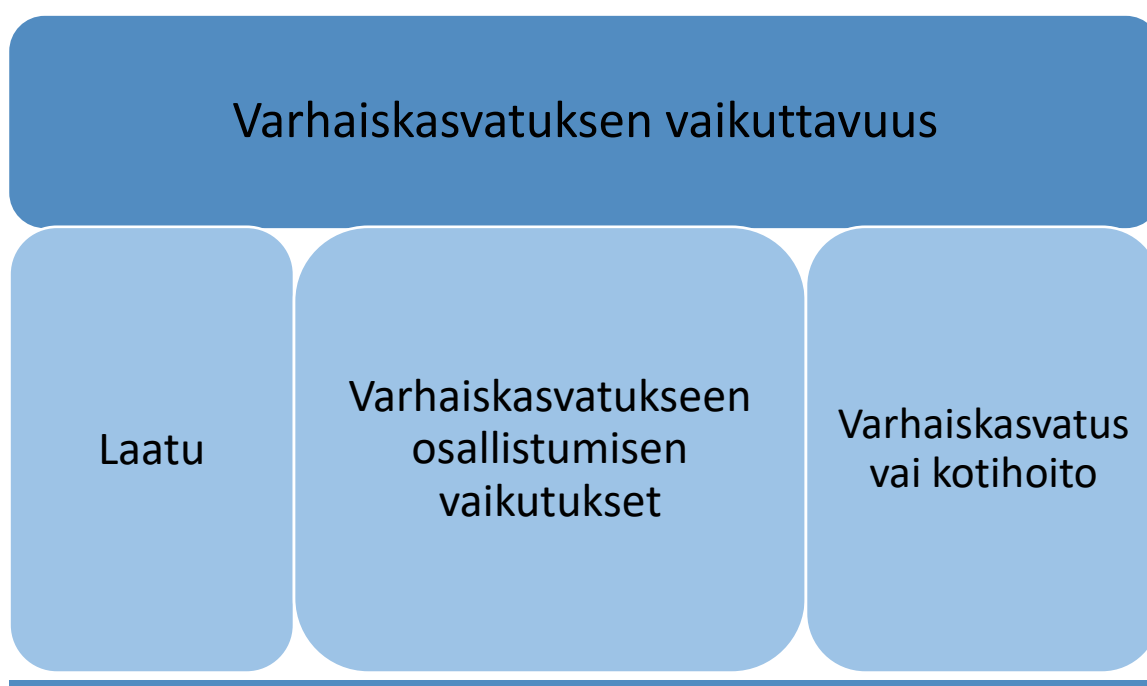 Varhaiskasvatuksen vaikuttavuus
Laatu
Varhaiskasvatukseen
osallistumisen
vaikutukset
Varhaiskasvatus
vai kotihoito